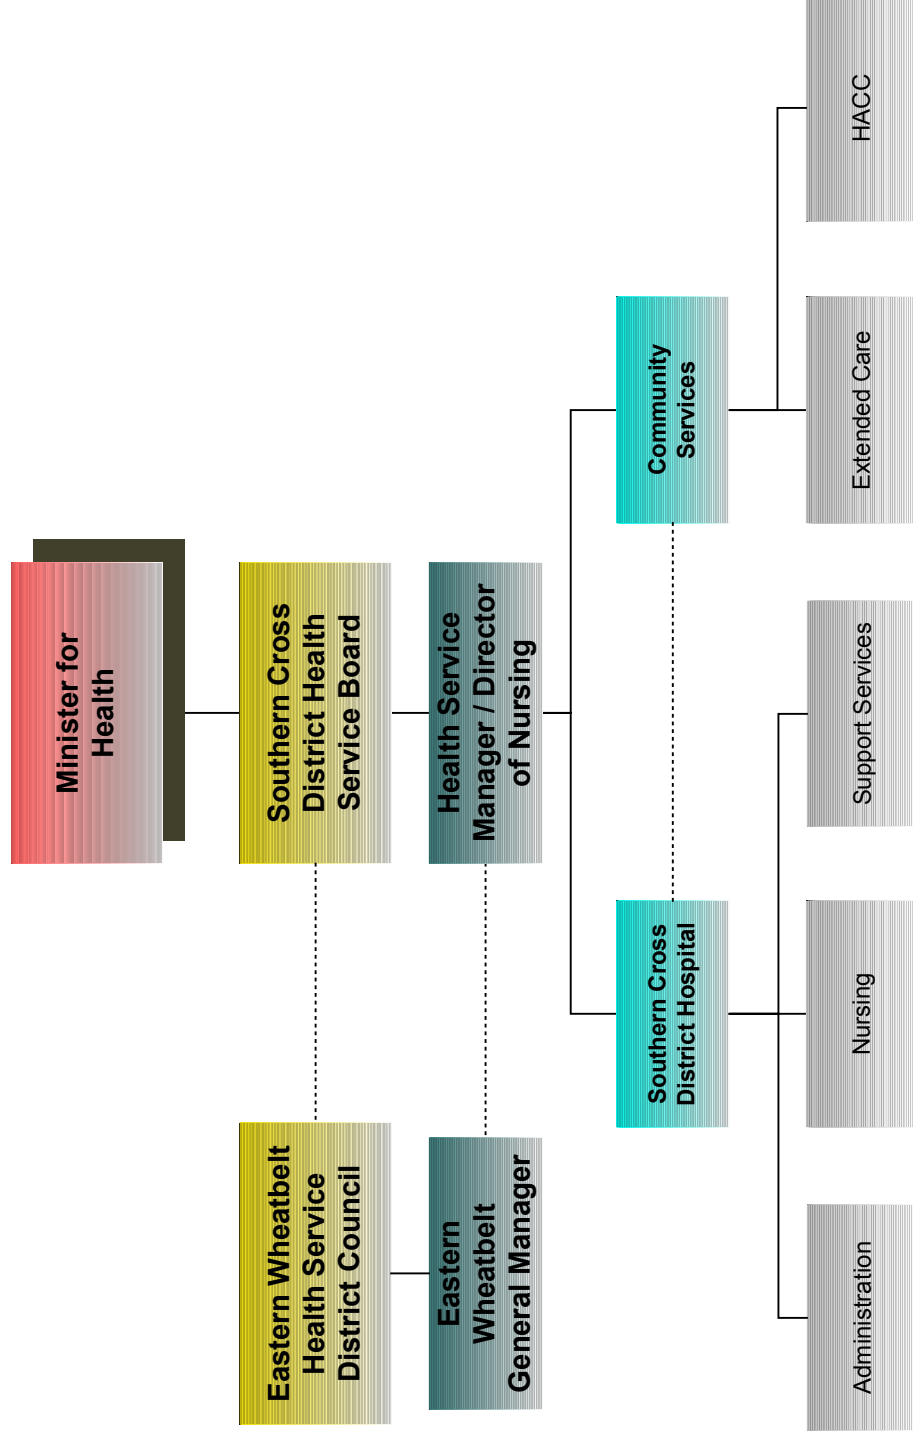 Minister for
Health
Eastern Wheatbelt
Health Service
District Council
Southern Cross
District Health
Service Board
Eastern
Wheatbelt
General Manager
Health Service
Manager / Director
of Nursing
Southern Cross
District Hospital
Community
Services
Administration
Nursing
Support Services
Extended Care
HACC